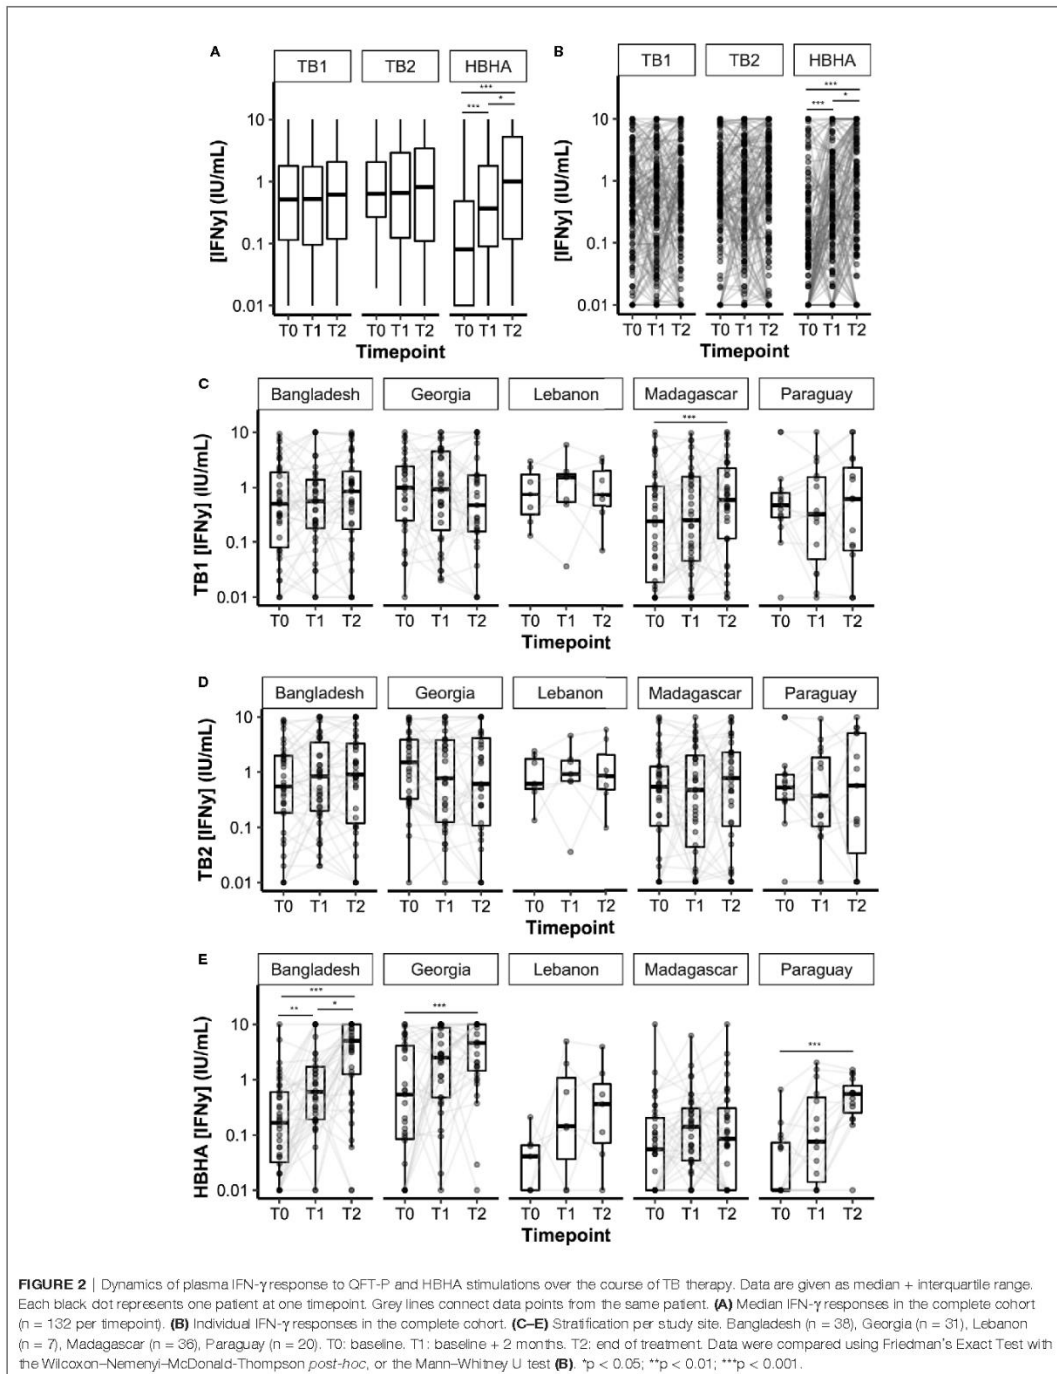 A
TB1 TB2 HBHA
*** 
*** *
[IFNy] (IU/mL)
10
1
0.1
0.01
T0 T1 T2 T0 T1 T2 T0 T1 T2
Timepoint
B
TB1 TB2 HBHA
***
*** *
[IFNy] (IU/mL)
10
1
0.1
0.01
T0 T1 T2 T0 T1 T2 T0 T1 T2
Timepoint
C
Bangladesh Georgia Lebanon Madagascar Paraguay
***
TB1 [IFNy] (IU/mL)
10
1
0.1
0.01
T0 T1 T2 T0 T1 T2 T0 T1 T2 T0 T1 T2 T0 T1 T2
Timepoint
D
Bangladesh Georgia Lebanon Madagascar Paraguay
TB2 [IFNy] (IU/mL)
10
1
0.1
0.01
T0 T1 T2 T0 T1 T2 T0 T1 T2 T0 T1 T2 T0 T1 T2
Timepoint
E
Bangladesh Georgia Lebanon Madagascar Paraguay
*** *** ***
** *
HBHA [IFNy] (IU/mL)
10
1
0.1
0.01
T0 T1 T2 T0 T1 T2 T0 T1 T2 T0 T1 T2 T0 T1 T2
Timepoint
FIGURE 2 | Dynamics of plasma IFN-γ response to QFT-P and HBHA stimulations over the course of TB therapy. Data are given as median + interquartile range.
Each black dot represents one patient at one timepoint. Grey lines connect data points from the same patient. (A) Median IFN-γ responses in the complete cohort
(n = 132 per timepoint). (B) Individual IFN-γ responses in the complete cohort. (C–E) Stratification per study site. Bangladesh (n = 38), Georgia (n = 31), Lebanon
(n = 7), Madagascar (n = 36), Paraguay (n = 20). T0: baseline. T1: baseline + 2 months. T2: end of treatment. Data were compared using Friedman's Exact Test with
the Wilcoxon–Nemenyi–McDonald-Thompson post-hoc, or the Mann–Whitney U test (B). *p < 0.05; **p < 0.01; ***p < 0.001.